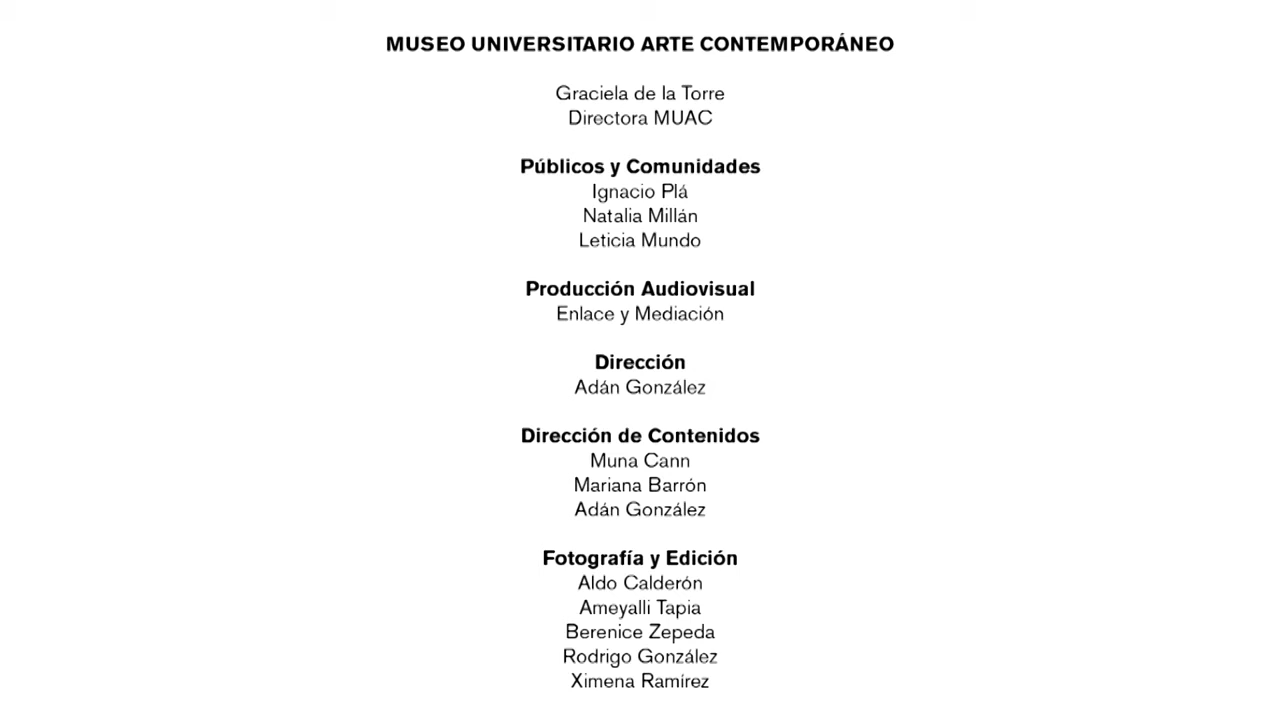 MUSEO UNIVERSITARIO ARTE CONTEMPORÁNEO
Graciela de la Torre
Directora MUAC
Públicos y Comunidades
Ignacio Plá
Natalia Millán
Leticia Mundo
Producción Audiovisual
Enlace y Mediación
Dirección
Adán González
Dirección de Contenidos
Muna Cann
Mariana Barrón
Adán González
Fotografía y Edición
Aldo Calderón
Ameyalli Tapia
Berenice Zepeda
Rodrigo González
Ximena Ramírez